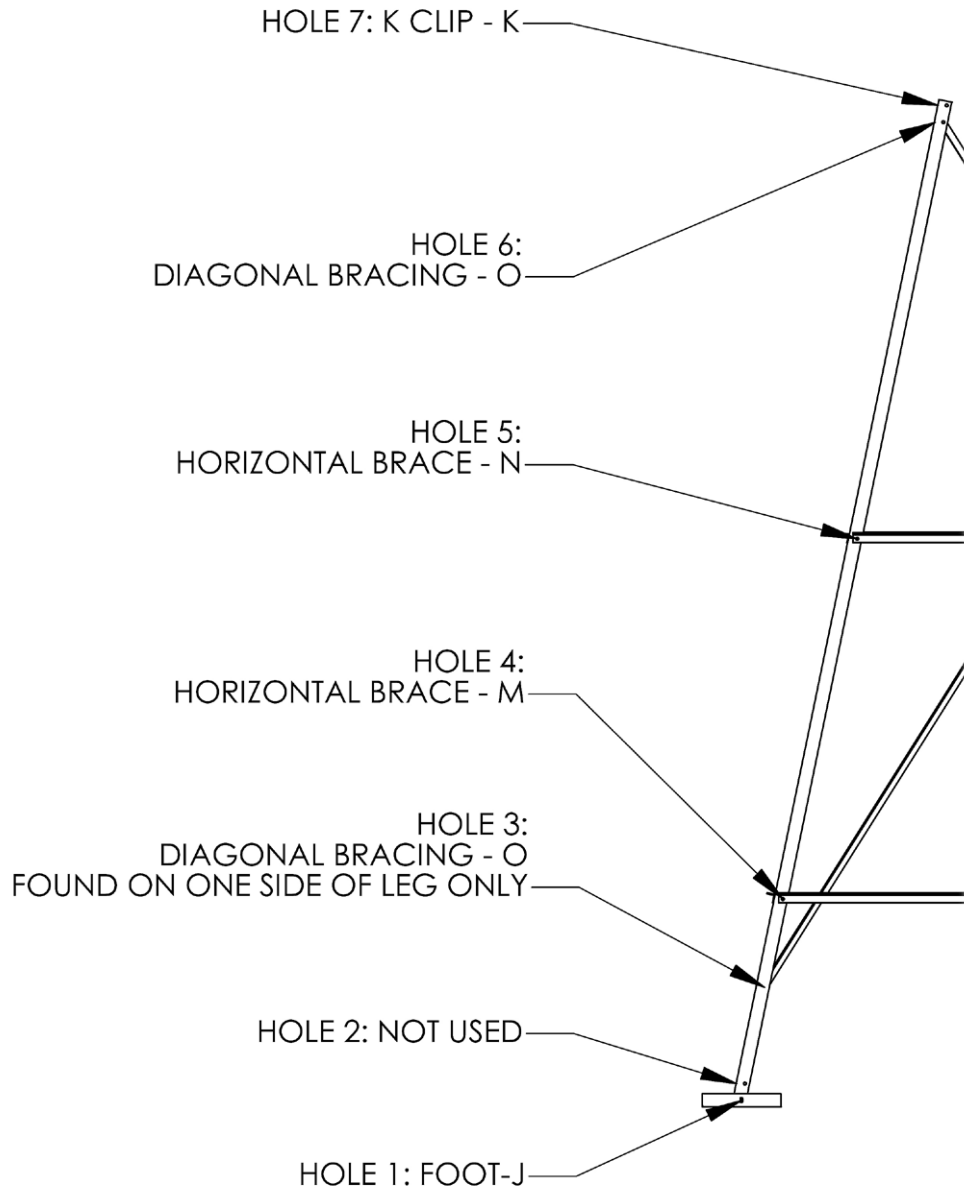 HOLE 7: K CLIP - K
HOLE 6:
DIAGONAL BRACING - O
HOLE 5:
HORIZONTAL BRACE - N
HOLE 4:
HORIZONTAL BRACE - M
HOLE 3:
DIAGONAL BRACING - O
FOUND ON ONE SIDE OF LEG ONLY
HOLE 2: NOT USED
HOLE 1: FOOT-J